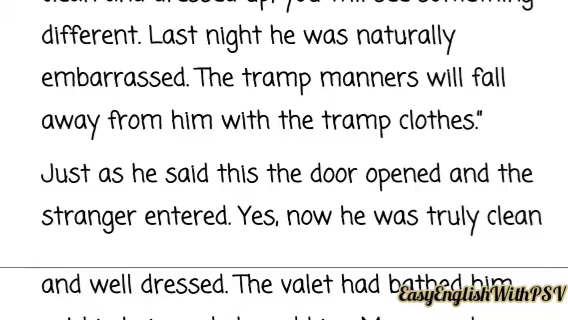 different. Last night he was naturally
embarrassed. The tramp manners will fall
away from him with the tramp clothes."
Just as he said this the door opened and the
stranger entered. Yes, now he was truly clean
and well dressed. The valet had bathed him
EasyEnglishWithPSV